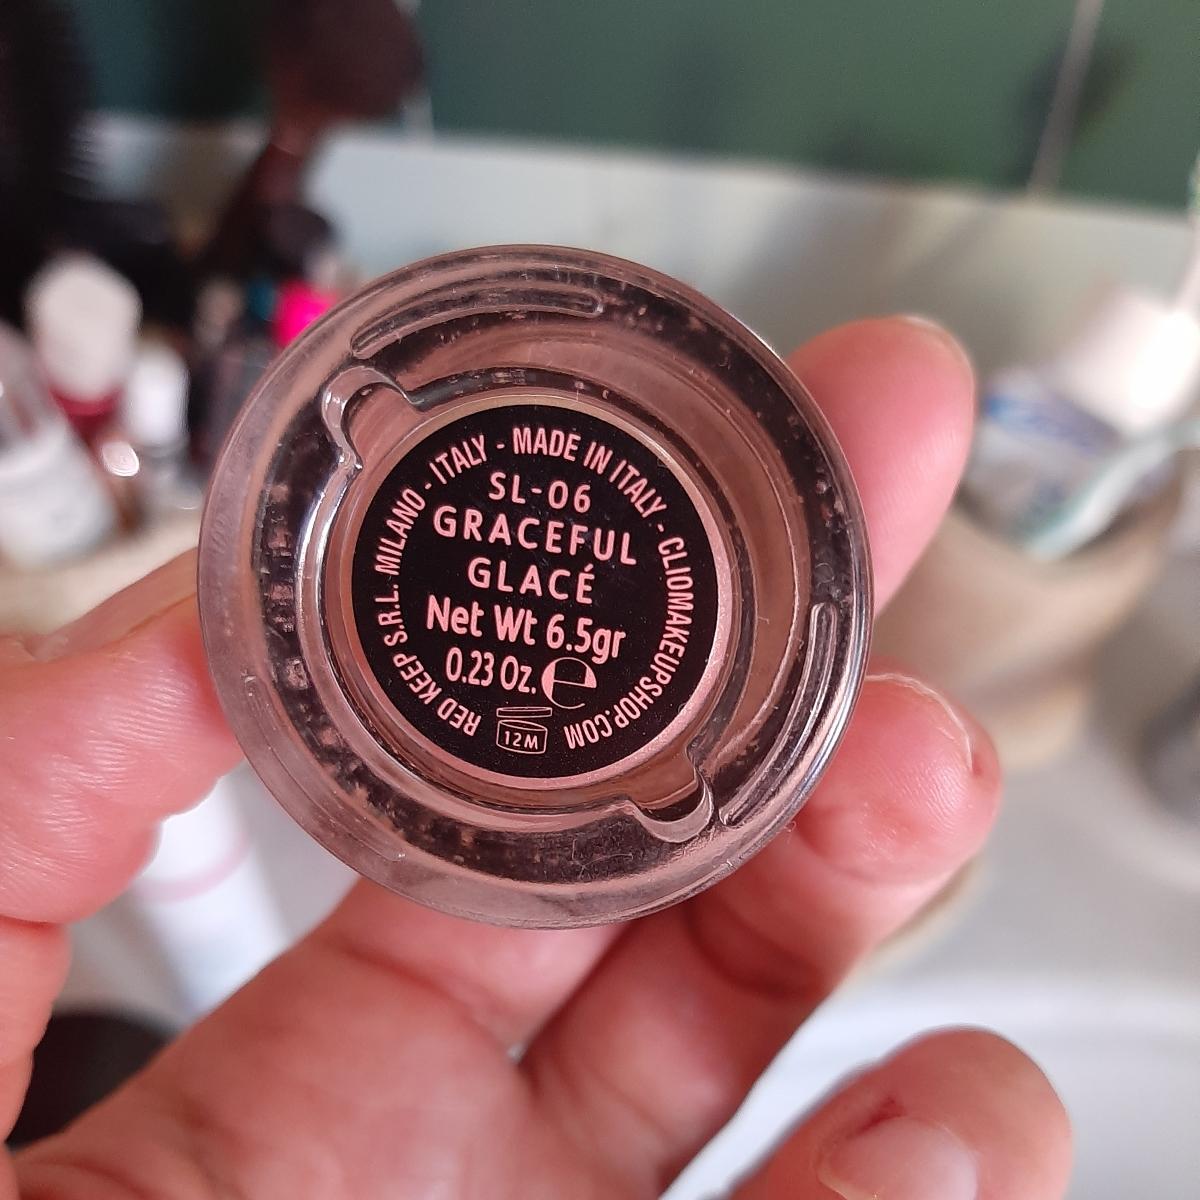 RED KEEP S.R.L. MILANO - ITALY - MADE IN ITALY - CLIOMAKEUPSHOP.COM
SL-06
GRACEFUL
GLACÉ
Net Wt 6.5gr
0.23 Oz. ℮
12M